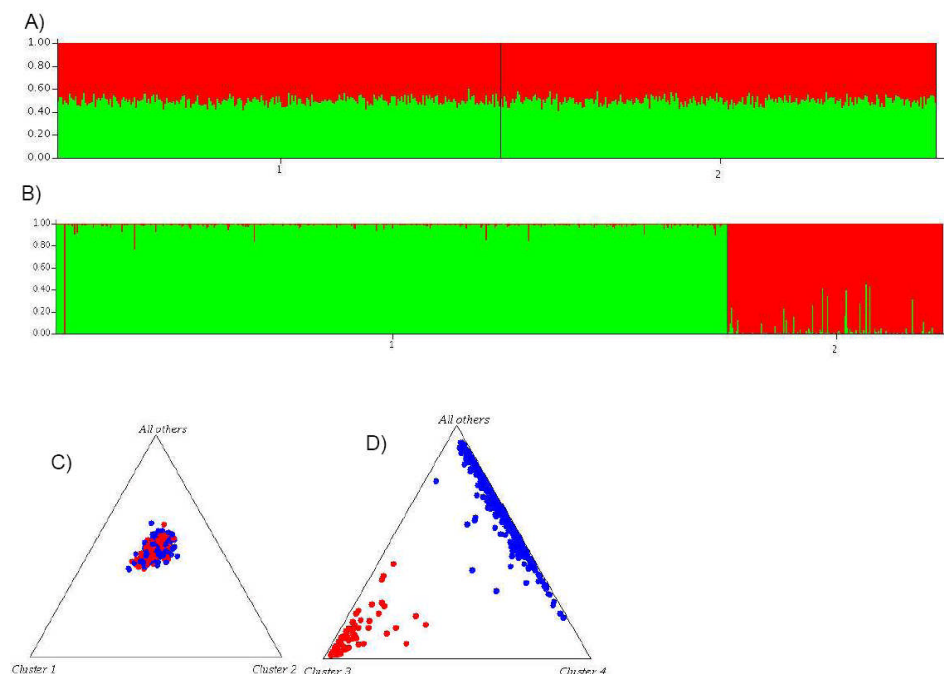 A)
1.00
0.80
0.60
0.40
0.20
0.00
1 2
B)
1.00
0.80
0.60
0.40
0.20
0.00
1 2
C)
All others
Cluster 1 Cluster 2
D)
All others
Cluster 3 Cluster 4